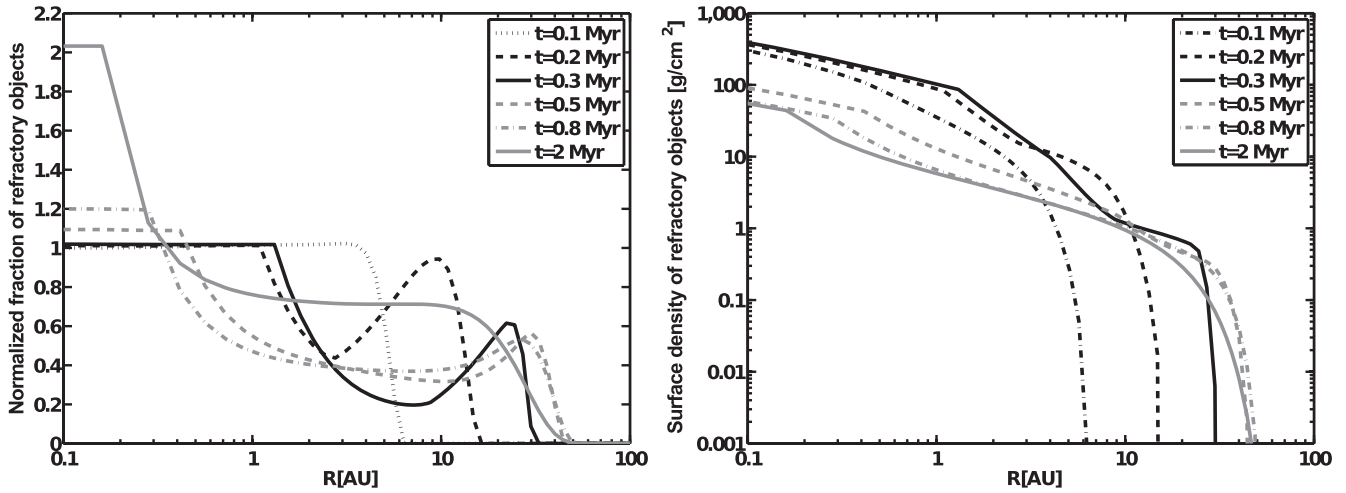 Normalized fraction of refractory objects
2.2
2
1.8
1.6
1.4
1.2
1
0.8
0.6
0.4
0.2
0
0.1
1
10
100
R[AU]
t=0.1 Myr
t=0.2 Myr
t=0.3 Myr
t=0.5 Myr
t=0.8 Myr
t=2 Myr
Surface density of refractory objects [g/cm²]
1,000
100
10
1
0.1
0.01
0.001
0.1
1
10
100
R[AU]
t=0.1 Myr
t=0.2 Myr
t=0.3 Myr
t=0.5 Myr
t=0.8 Myr
t=2 Myr